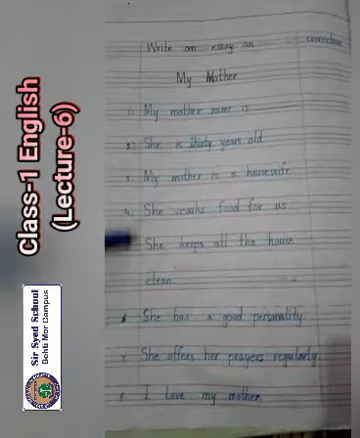 Class-1 English
(Lecture-6)
Sir Syed School
Dohti Mor Campus
Write an essay on
correction
My Mother
1) My mother name is
2) She is thirty years old
3. My mother is a housewife
4. She cooks food for us.
She keeps all the house
clean.
6 She has a good personality
7. She offers her prayers regularly
8. I love my mother.